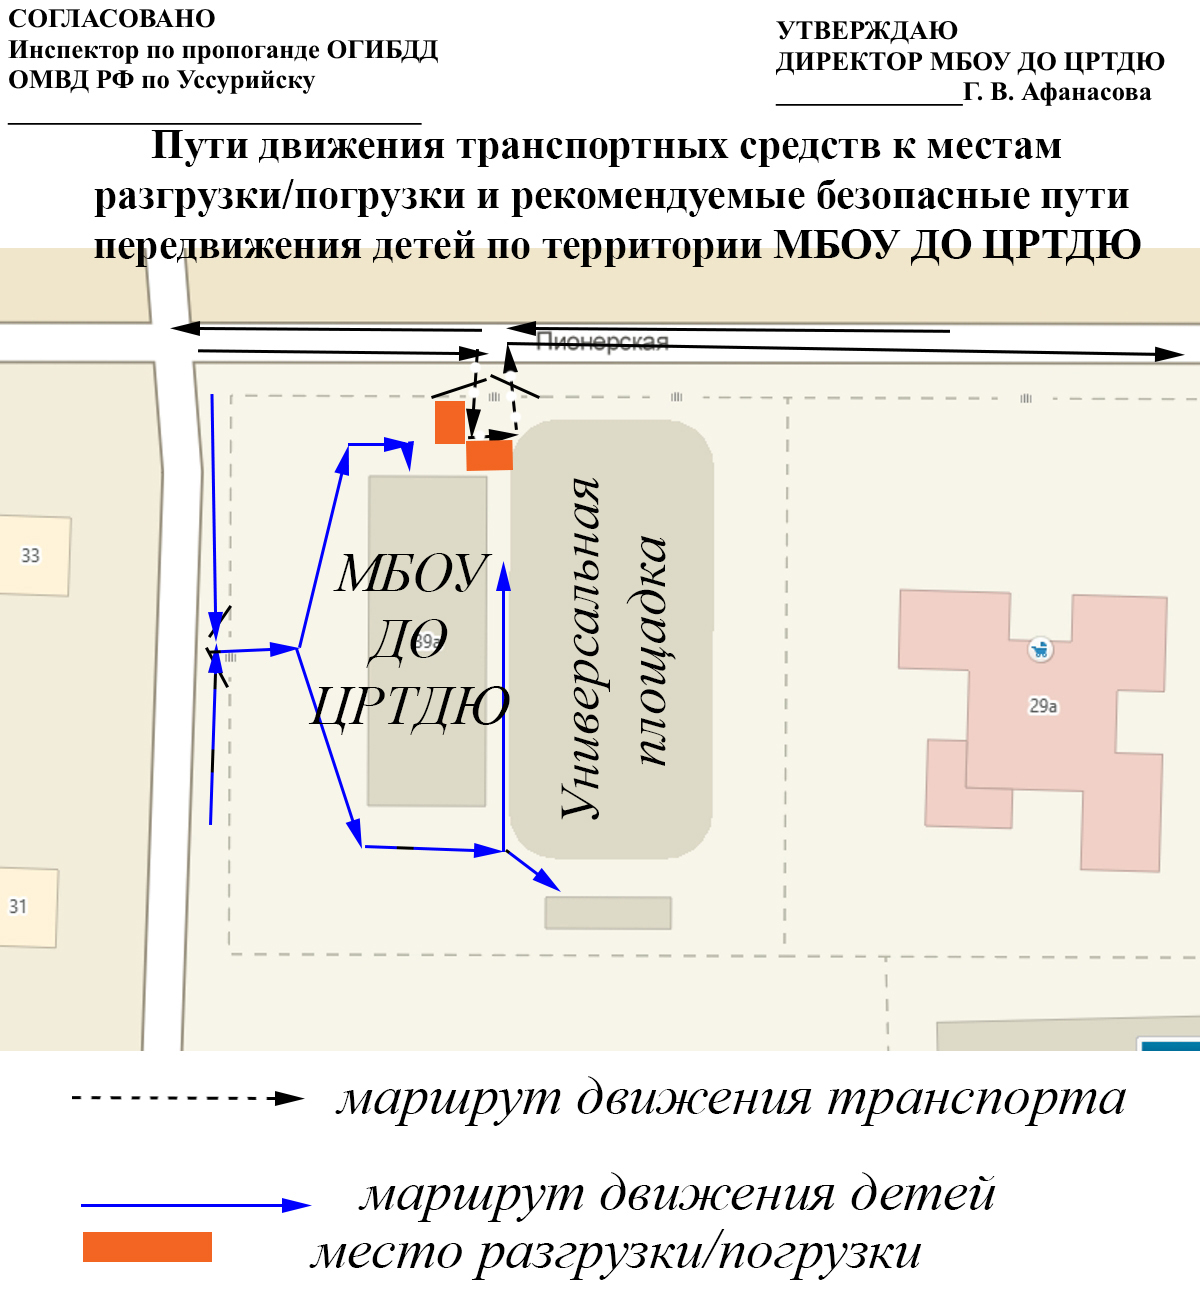 СОГЛАСОВАНО
Инспектор по пропоганде ОГИБДД
ОМВД РФ по Уссурийску
УТВЕРЖДАЮ
ДИРЕКТОР МБОУ ДО ЦРТДЮ
Г. В. Афанасова
Пути движения транспортных средств к местам
разгрузки/погрузки и рекомендуемые безопасные пути
передвижения детей по территории МБОУ ДО ЦРТДЮ
Пионерская
33
31
МБОУ
ДО
39а
ЦРТДЮ
Универсальная
площадка
29а
маршрут движения транспорта
маршрут движения детей
место разгрузки/погрузки